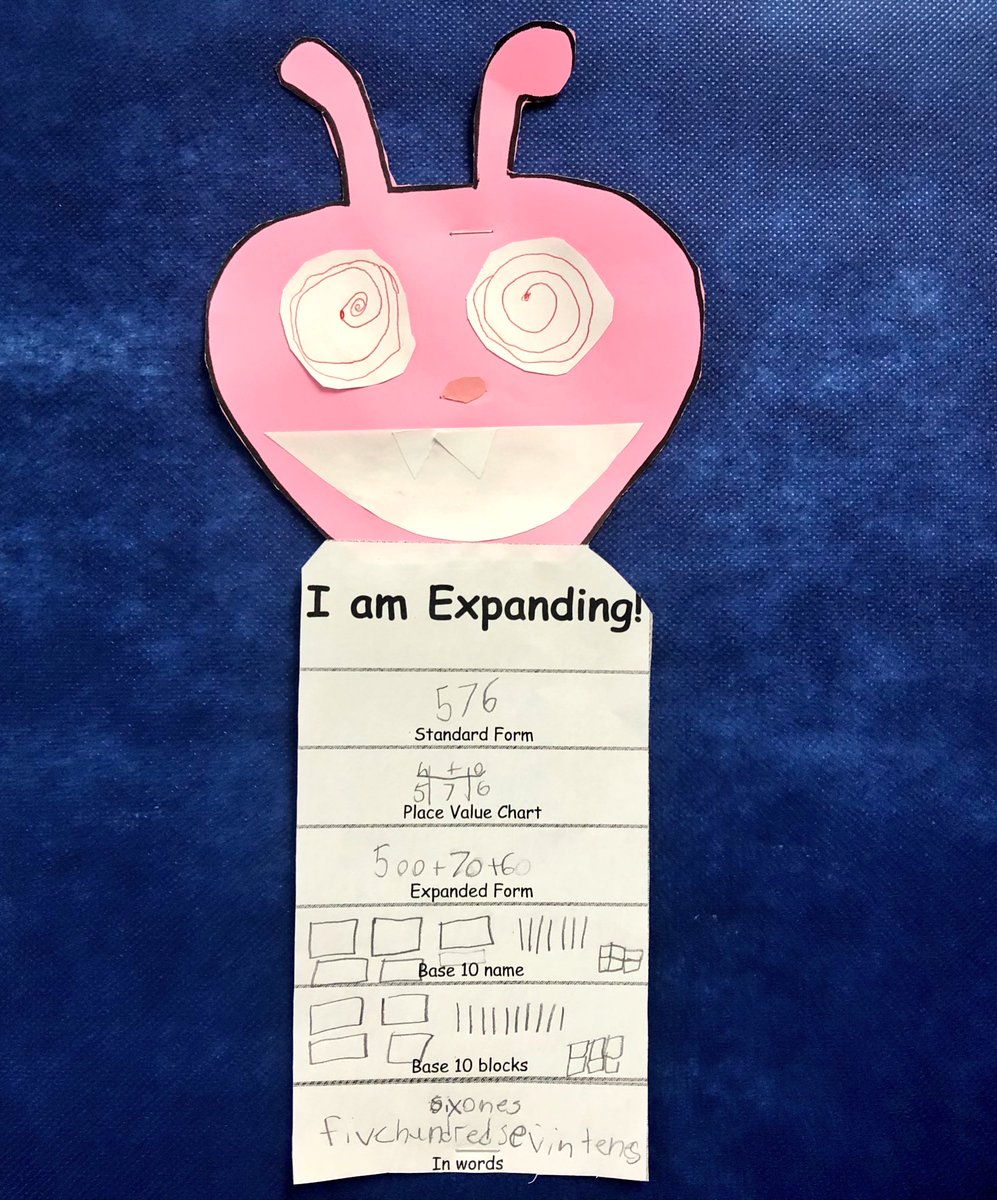 I am Expanding!
576
Standard Form
h t o
5 7 6
Place Value Chart
500+70+6
Expanded Form
Base 10 name
Base 10 blocks
sixones
fivehundredsevintens
In words